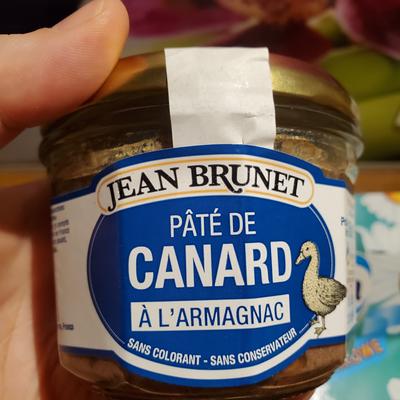 JEAN BRUNET
PÂTÉ DE
CANARD
À L'ARMAGNAC
SANS COLORANT - SANS CONSERVATEUR